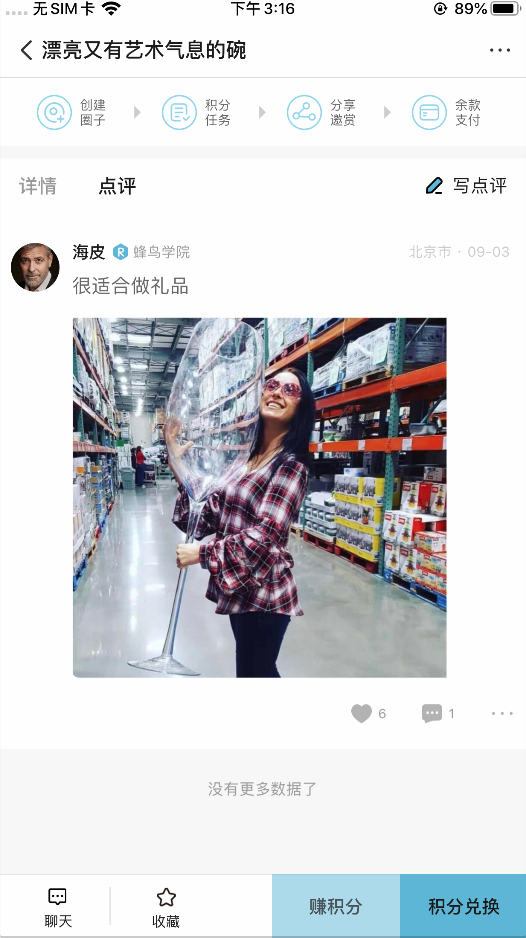 无SIM卡 下午3:16 89%
漂亮又有艺术气息的碗
创建圈子 积分任务 分享邀赏 余款支付
详情 点评 写点评
海皮 R 蜂鸟学院 北京市 · 09-03
很适合做礼品
6 1
没有更多数据了
聊天 收藏 赚积分 积分兑换